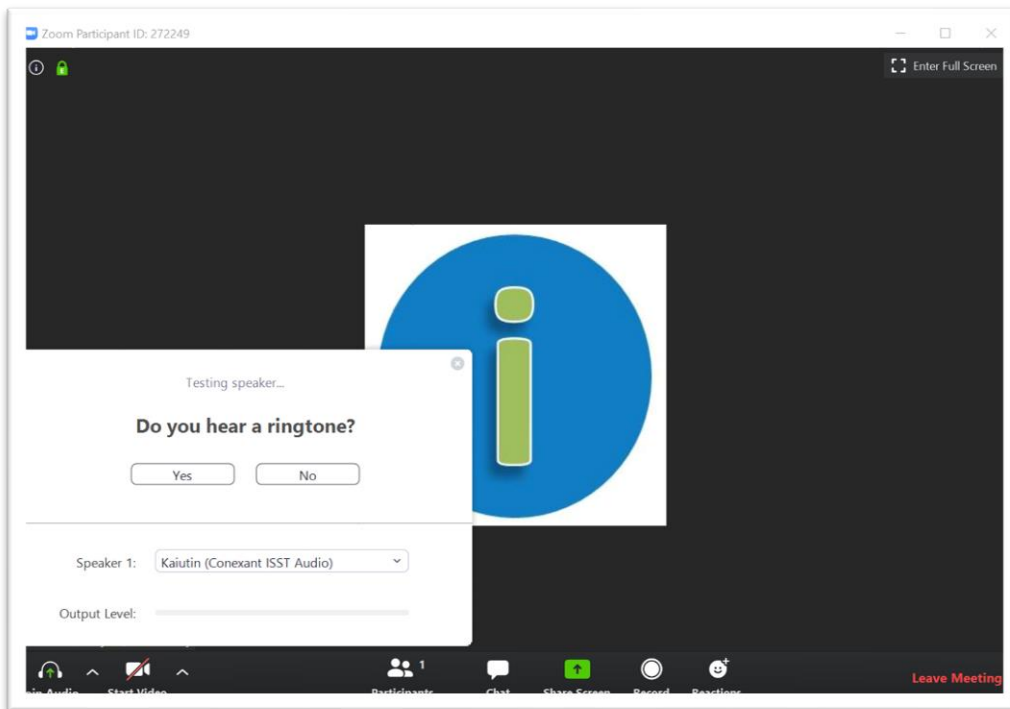 Zoom Participant ID: 272249
Enter Full Screen
Testing speaker...
Do you hear a ringtone?
Yes No
Speaker 1: Kaiutin (Conexant ISST Audio)
Output Level:
1
Audio Start Video Participants Chat Share Screen Record Reactions Leave Meeting